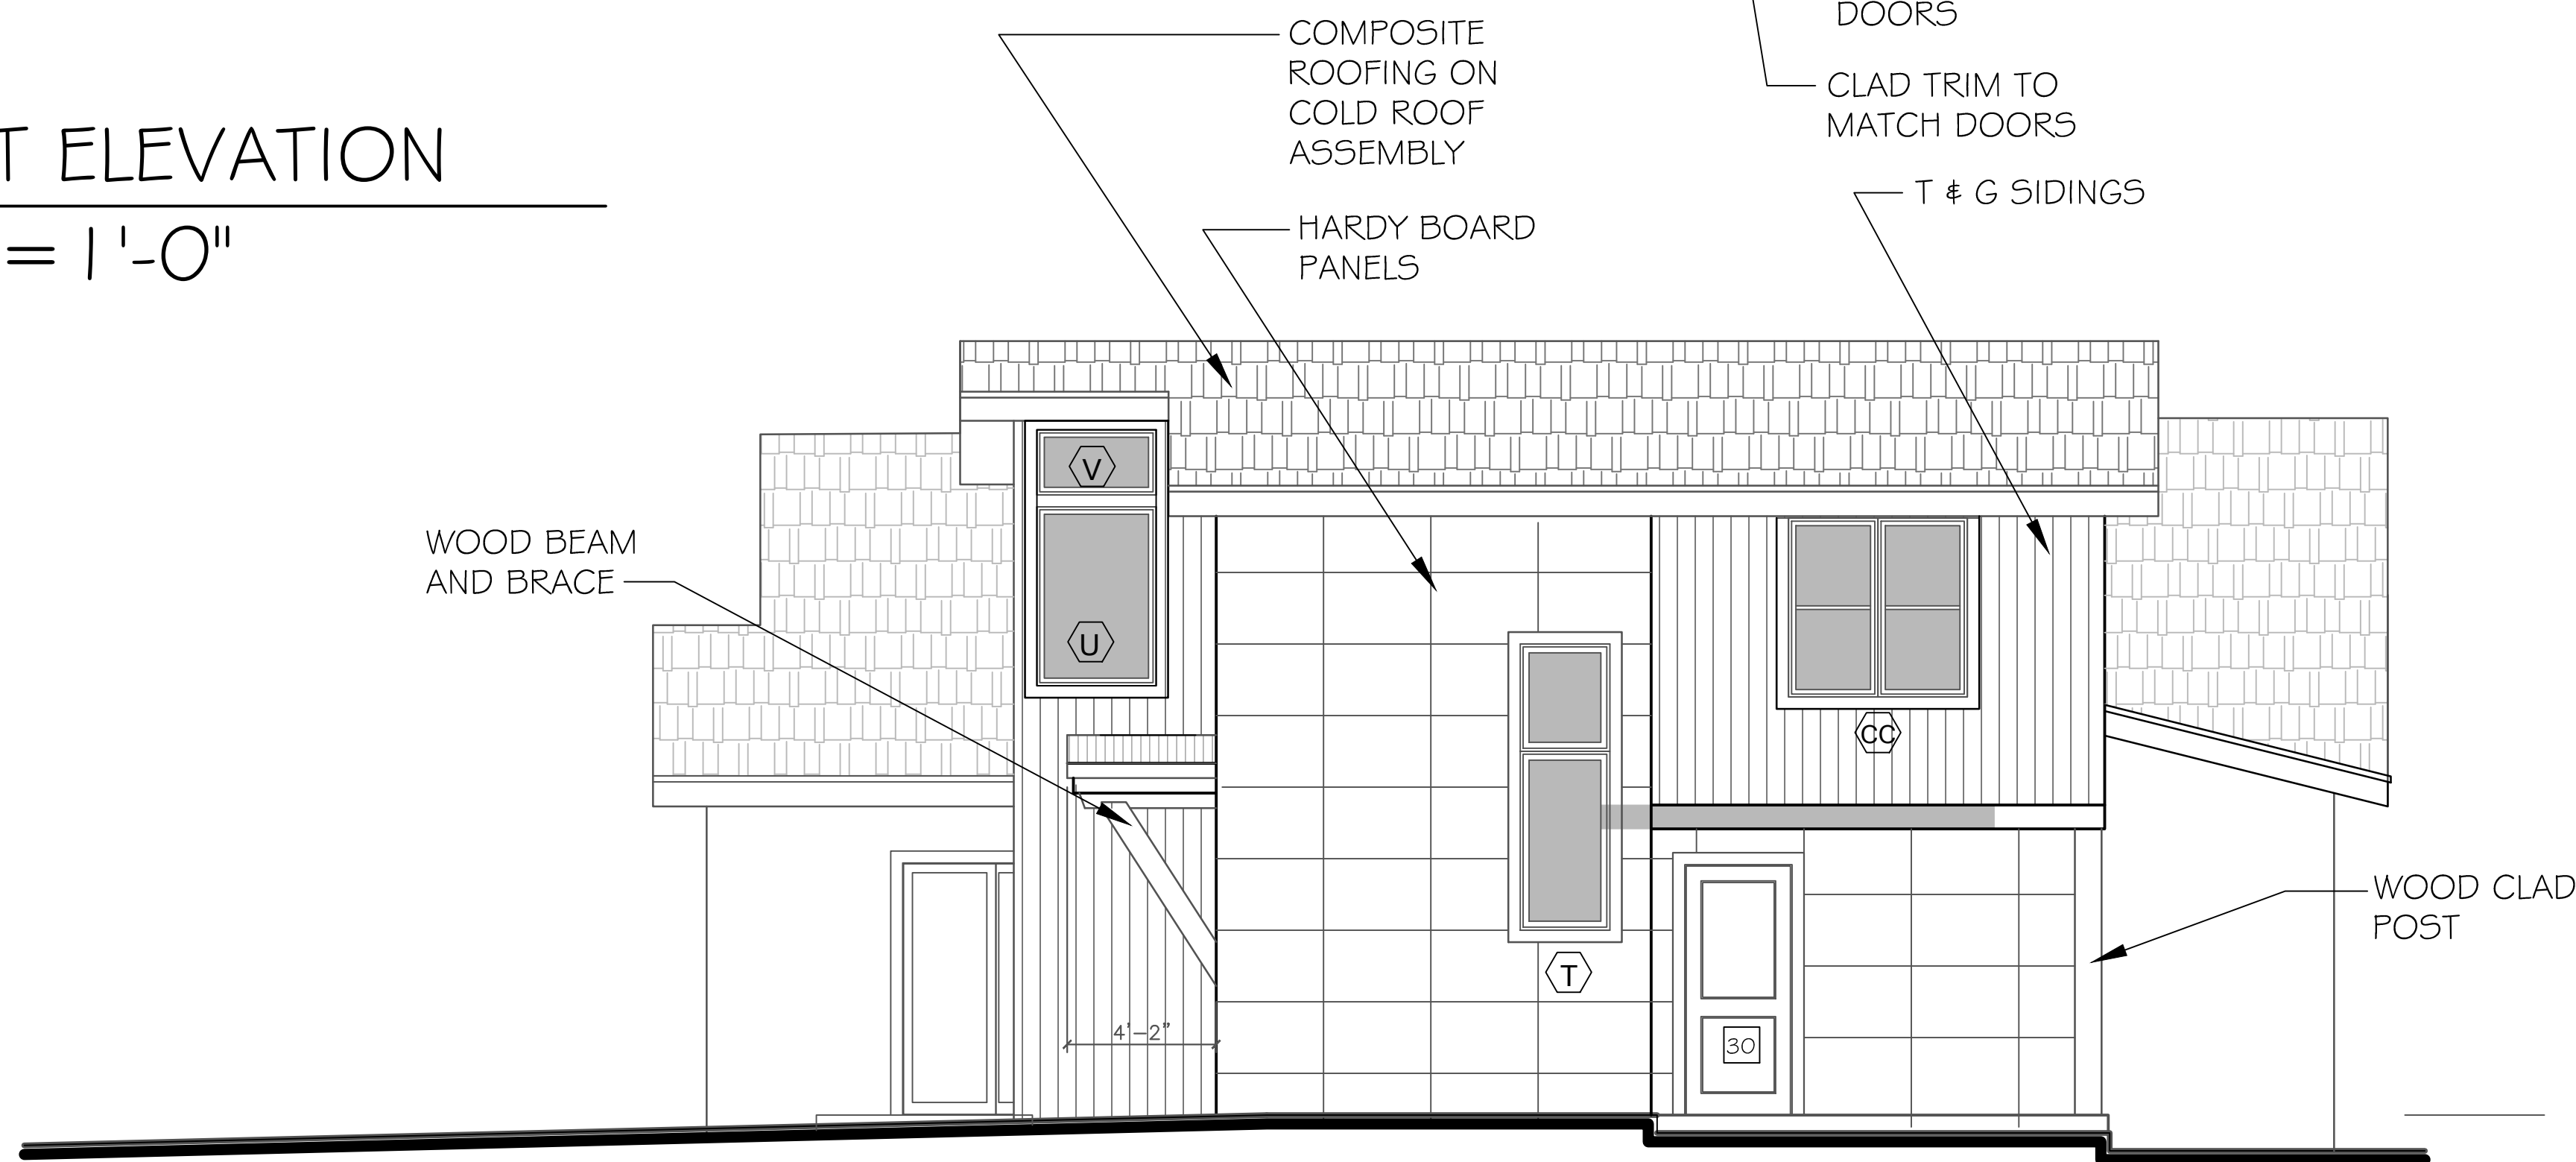 T ELEVATION
= 1'-0"
COMPOSITE
ROOFING ON
COLD ROOF
ASSEMBLY
HARDY BOARD
PANELS
DOORS
CLAD TRIM TO
MATCH DOORS
T & G SIDINGS
WOOD BEAM
AND BRACE
V
U
CC
T
4'-2"
30
WOOD CLAD
POST